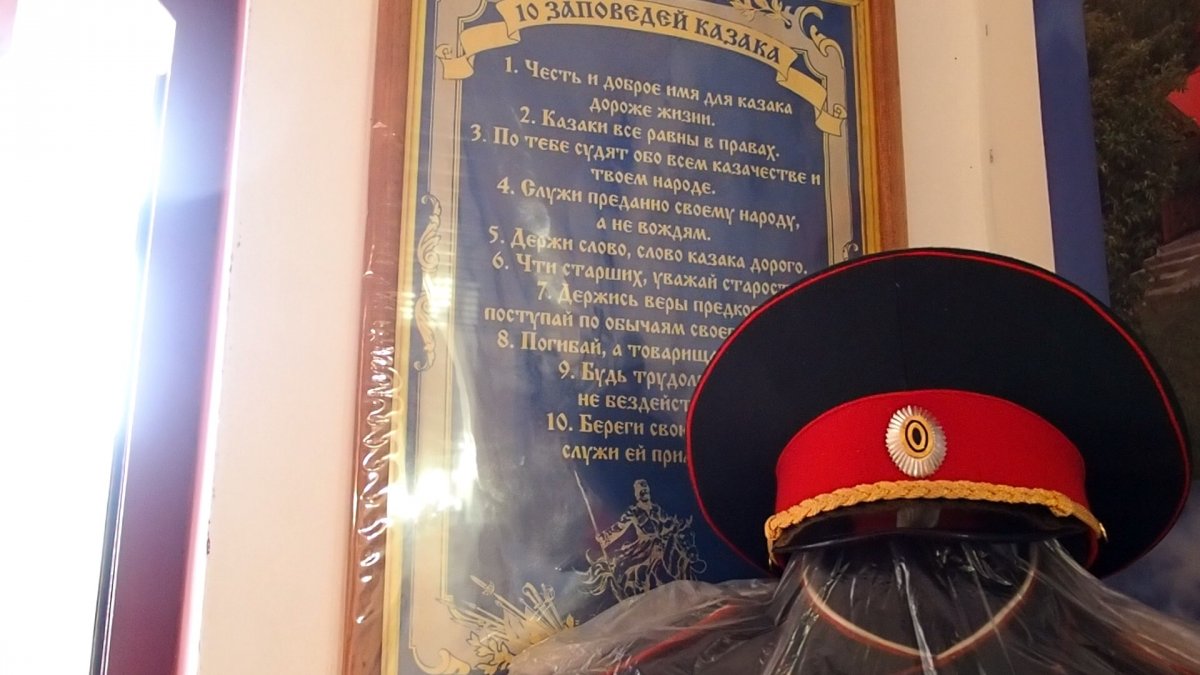 10 ЗАПОВЕДЕЙ КАЗАКА
1. Честь и доброе имя для казака
дороже жизни.
2. Казаки все равны в правах.
3. По тебе судят обо всем казачестве и
твоем народе.
4. Служи преданно своему народу,
а не вождям.
5. Держи слово, слово казака дорого.
6. Чти старших, уважай
7. Держись веры
поступай по обычаям
8. Погибай, а
9. Будь
не
10. Береги
служи ей